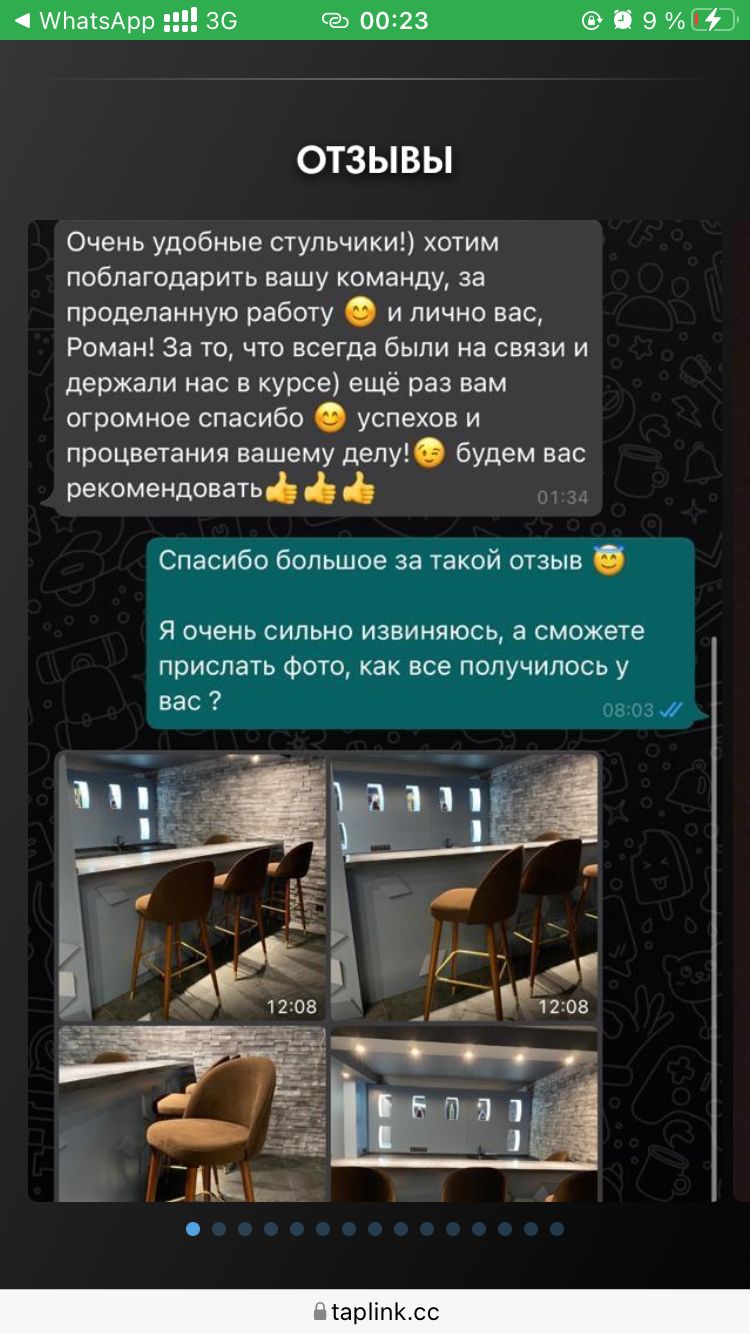 ◀ WhatsApp 3G 00:23 9 %
ОТЗЫВЫ
Очень удобные стульчики!) хотим
поблагодарить вашу команду, за
проделанную работу 😊 и лично вас,
Роман! За то, что всегда были на связи и
держали нас в курсе) ещё раз вам
огромное спасибо 😊 успехов и
процветания вашему делу!😉 будем вас
рекомендовать👍👍👍 01:34
Спасибо большое за такой отзыв 😇
Я очень сильно извиняюсь, а сможете
прислать фото, как все получилось у
вас ? 08:03
12:08 12:08
taplink.cc